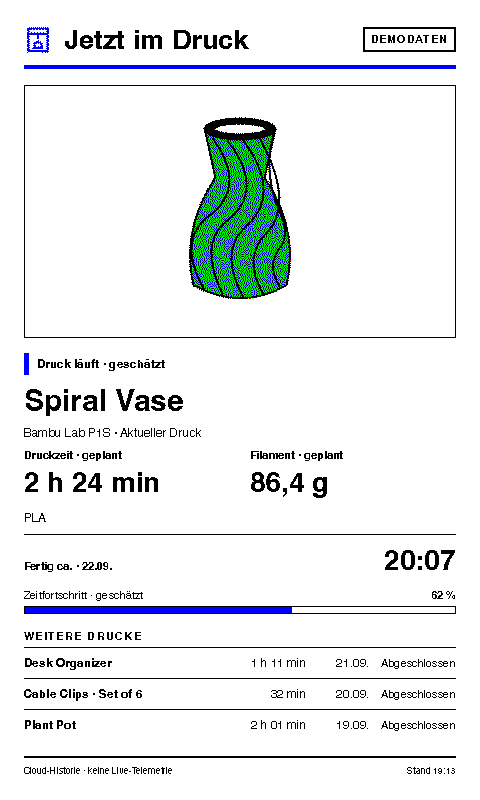 Jetzt im Druck
DEMODATEN
Druck läuft · geschätzt
Spiral Vase
Bambu Lab P1S · Aktueller Druck
Druckzeit · geplant
Filament · geplant
2 h 24 min
86,4 g
PLA
Fertig ca. · 22.09.
20:07
Zeitfortschritt · geschätzt
62 %
WEITERE DRUCKE
Desk Organizer 1 h 11 min 21.09. Abgeschlossen
Cable Clips · Set of 6 32 min 20.09. Abgeschlossen
Plant Pot 2 h 01 min 19.09. Abgeschlossen
Cloud-Historie · keine Live-Telemetrie
Stand 19:13